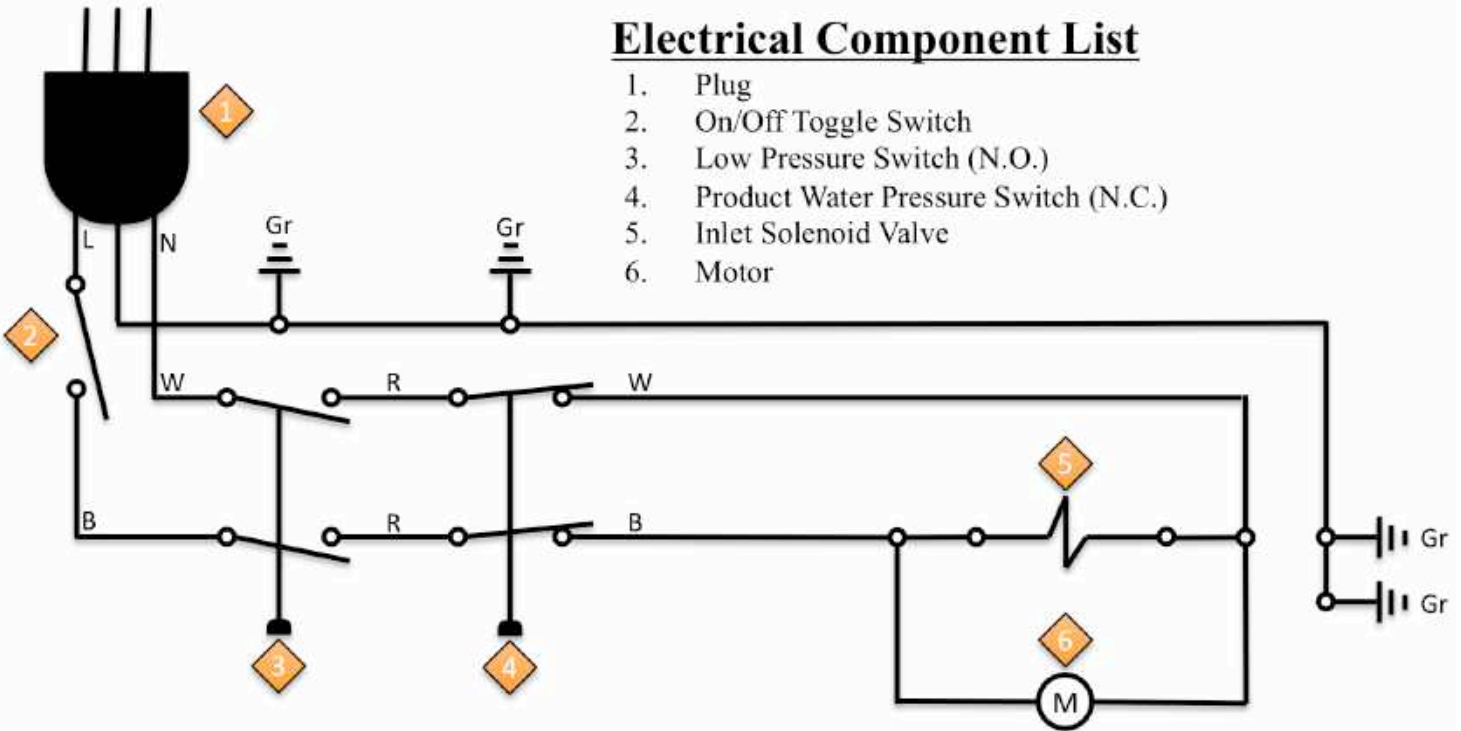 Electrical Component List
1. Plug
2. On/Off Toggle Switch
3. Low Pressure Switch (N.O.)
4. Product Water Pressure Switch (N.C.)
5. Inlet Solenoid Valve
6. Motor
1
L N
Gr Gr
2
W R W
5
B R B
Gr
Gr
3 4 6
M